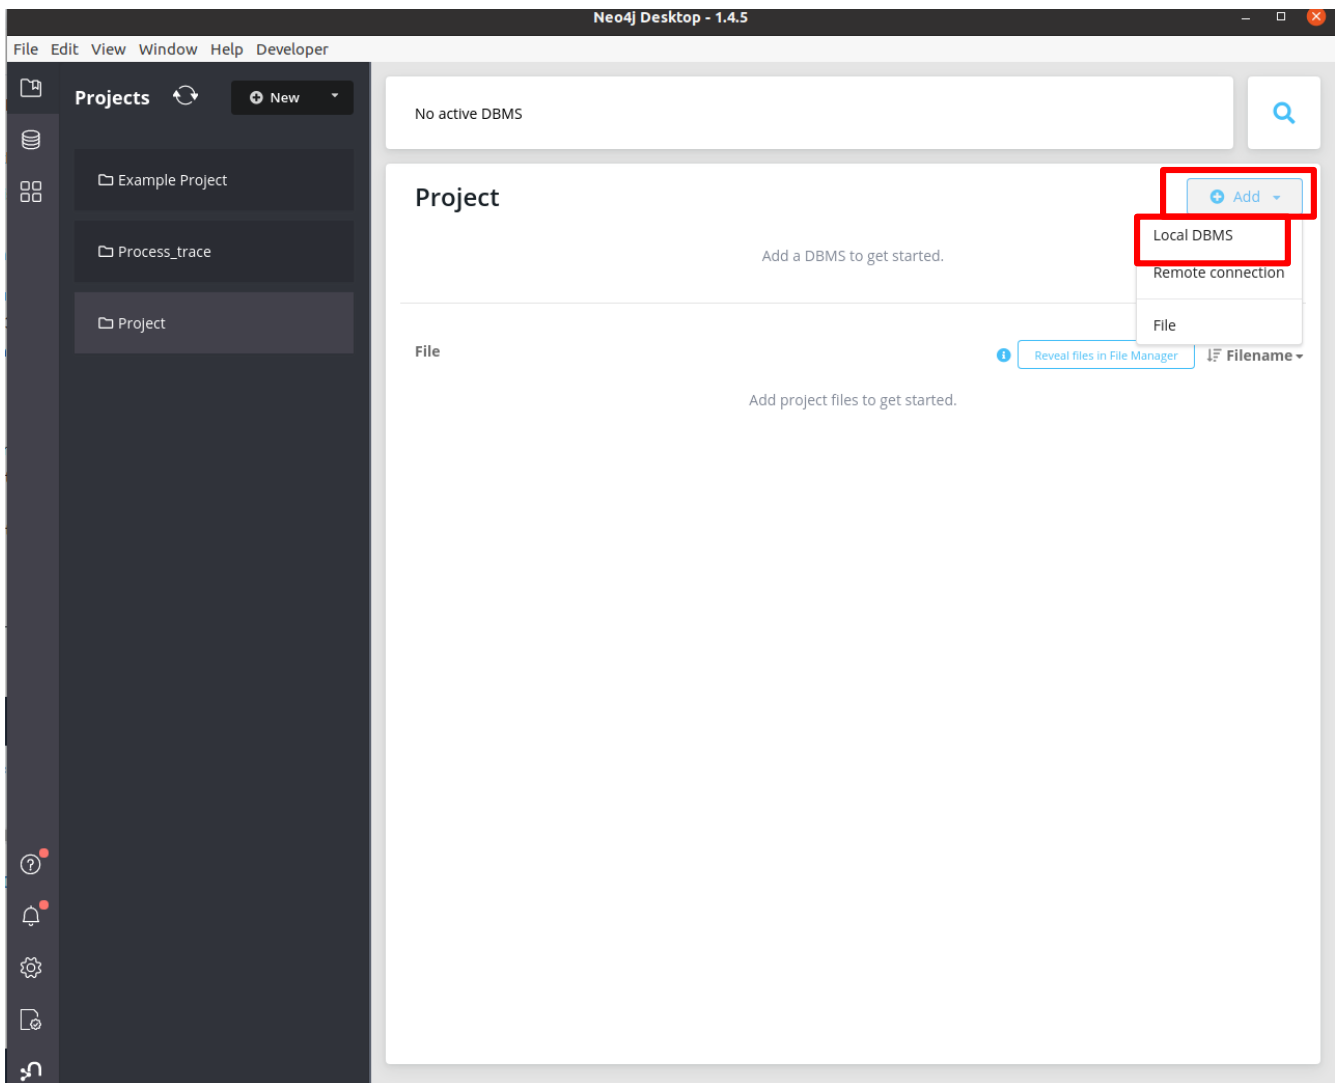 Neo4j Desktop - 1.4.5
File Edit View Window Help Developer
Projects
New
Example Project
Process_trace
Project
No active DBMS
Project
Add
Local DBMS
Remote connection
File
Add a DBMS to get started.
File
Reveal files in File Manager
Filename
Add project files to get started.